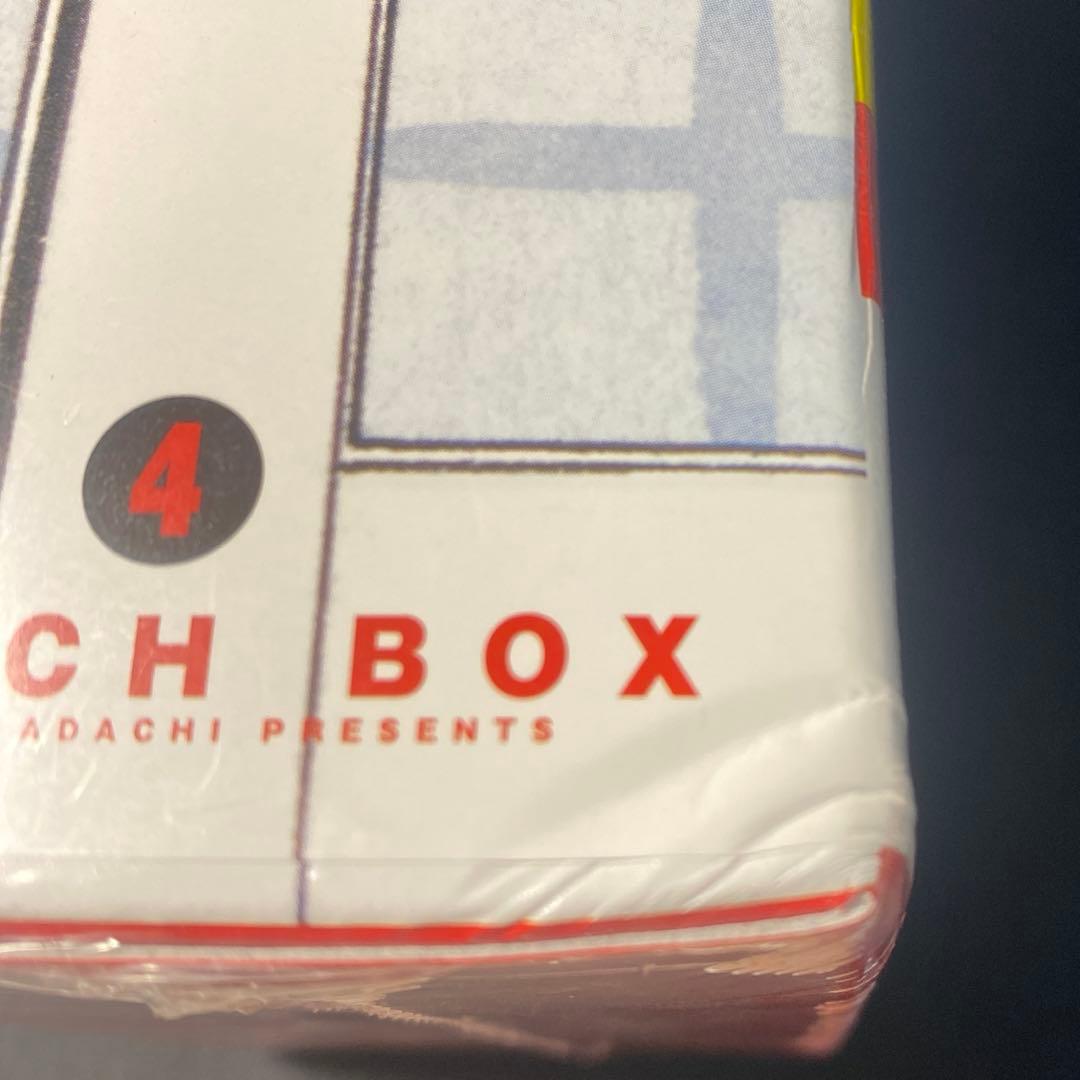 4
CH BOX
ADACHI PRESENTS